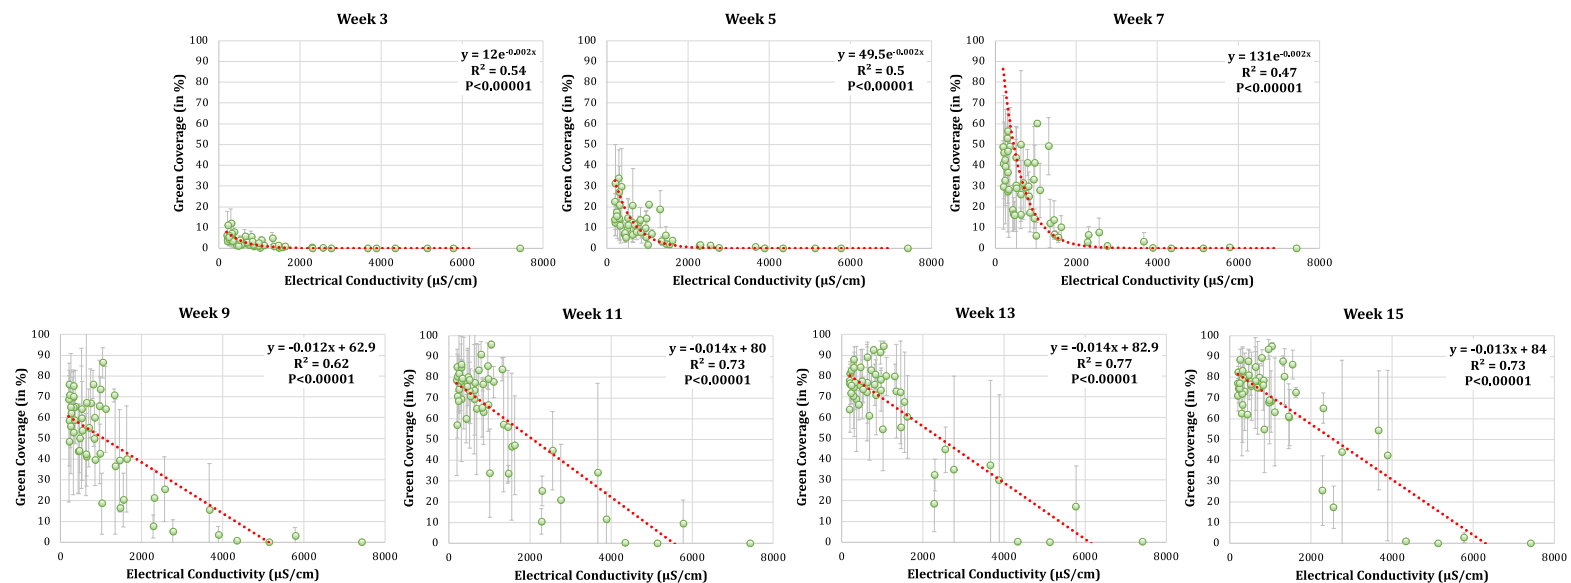 Week 3
y = 12e^-0.002x
R² = 0.54
P<0.00001
Green Coverage (in %)
100
90
80
70
60
50
40
30
20
10
0
0 2000 4000 6000 8000
Electrical Conductivity (µS/cm)
Week 5
y = 49.5e^-0.002x
R² = 0.5
P<0.00001
Green Coverage (in %)
100
90
80
70
60
50
40
30
20
10
0
0 2000 4000 6000 8000
Electrical Conductivity (µS/cm)
Week 7
y = 131e^-0.002x
R² = 0.47
P<0.00001
Green Coverage (in %)
100
90
80
70
60
50
40
30
20
10
0
0 2000 4000 6000 8000
Electrical Conductivity (µS/cm)
Week 9
y = -0.012x + 62.9
R² = 0.62
P<0.00001
Green Coverage (in %)
100
90
80
70
60
50
40
30
20
10
0
0 2000 4000 6000 8000
Electrical Conductivity (µS/cm)
Week 11
y = -0.014x + 80
R² = 0.73
P<0.00001
Green Coverage (in %)
100
90
80
70
60
50
40
30
20
10
0
0 2000 4000 6000 8000
Electrical Conductivity (µS/cm)
Week 13
y = -0.014x + 82.9
R² = 0.77
P<0.00001
Green Coverage (in %)
100
90
80
70
60
50
40
30
20
10
0
0 2000 4000 6000 8000
Electrical Conductivity (µS/cm)
Week 15
y = -0.013x + 84
R² = 0.73
P<0.00001
Green Coverage (in %)
100
90
80
70
60
50
40
30
20
10
0
0 2000 4000 6000 8000
Electrical Conductivity (µS/cm)